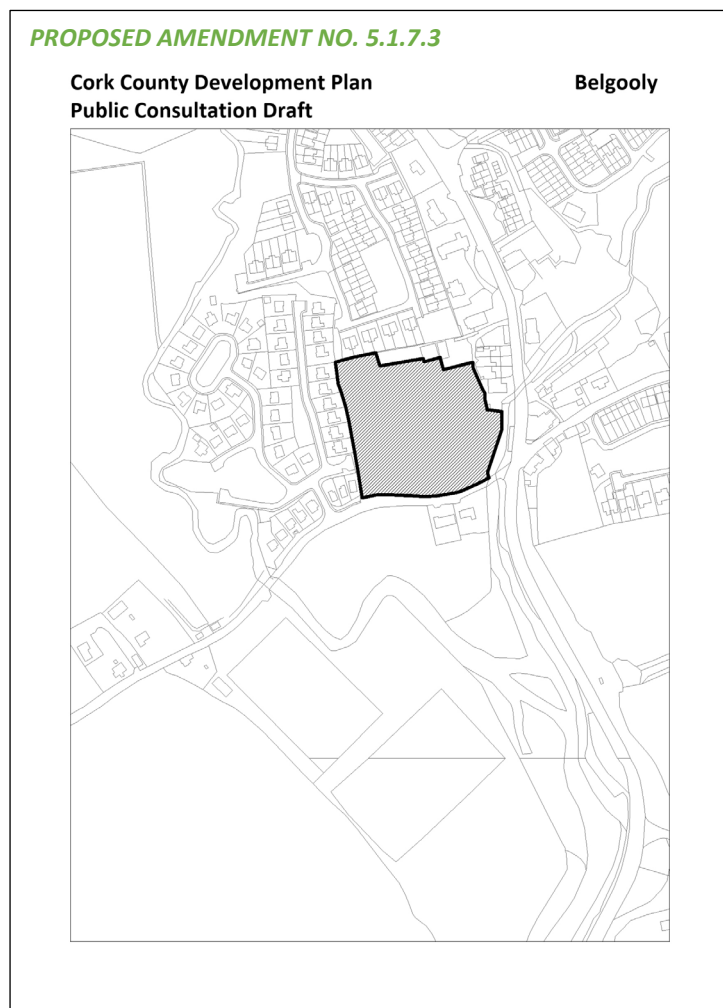 PROPOSED AMENDMENT NO. 5.1.7.3
Cork County Development Plan Belgooly
Public Consultation Draft